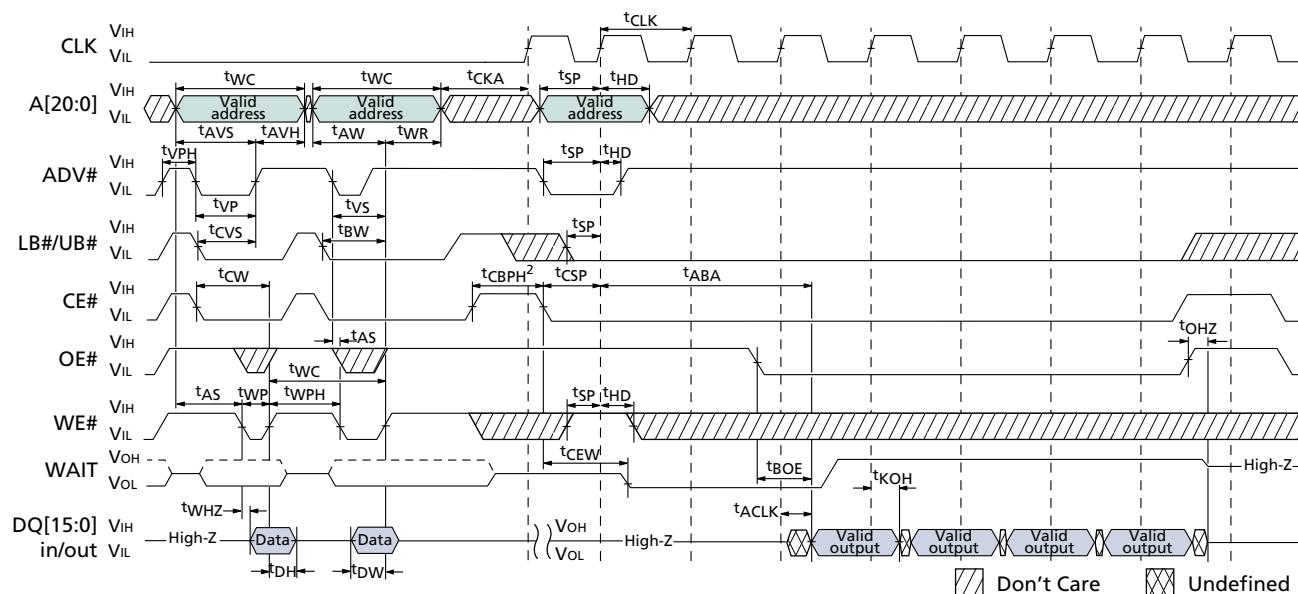 VIH
tCLK
CLK
VIL
VIH
tWC
tWC
tCKA
tSP
tHD
A[20:0]
VIL
Valid address
Valid address
Valid address
tAVS
tAVH
tAW
tWR
VIH
tVPH
tSP
tHD
ADV#
VIL
tVP
tVS
VIH
tCVS
tBW
tSP
LB#/UB#
VIL
VIH
tCW
tCBPH2
tCSP
tABA
CE#
VIL
VIH
tAS
tOHZ
OE#
VIL
tWC
tAS
tWP
tWPH
tSP
tHD
VIH
WE#
VIL
VOH
WAIT
VOL
tCEW
tBOE
tKOH
High-Z
tWHZ
tACLK
DQ[15:0]
in/out
VIH
VIL
High-Z
Data
Data
VOH
VOL
High-Z
Valid output
Valid output
Valid output
Valid output
tDH
tDW
Don't Care
Undefined